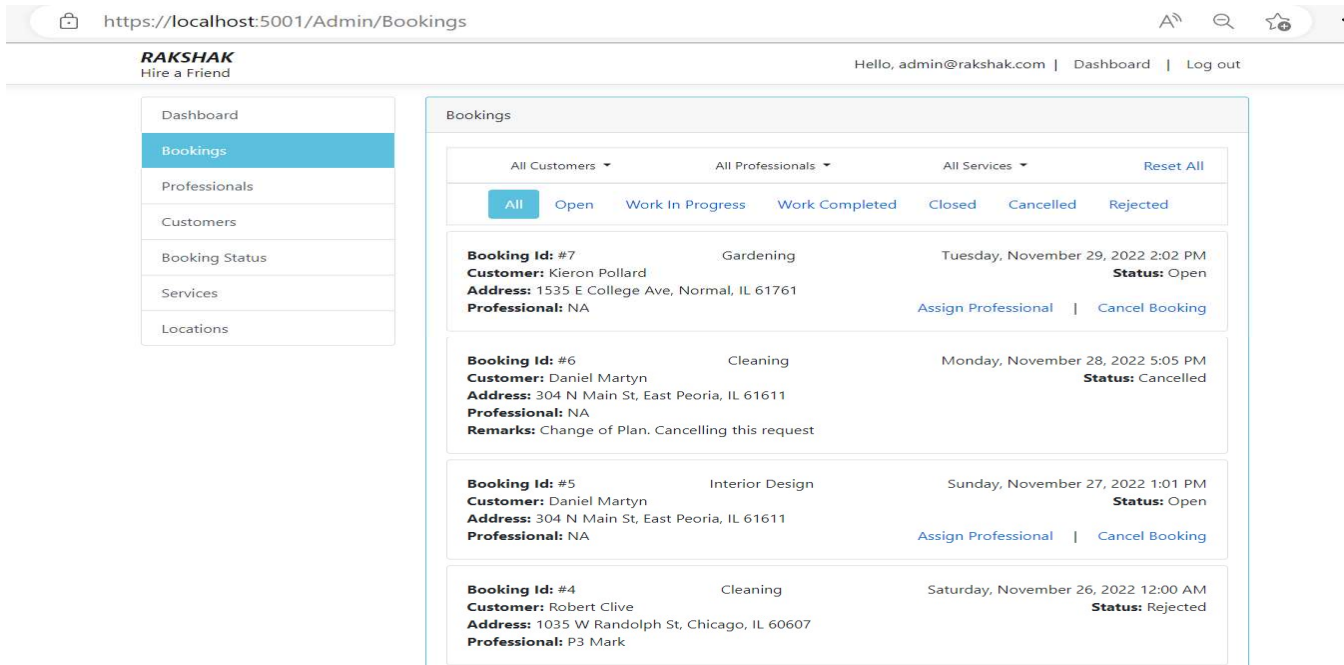 https://localhost:5001/Admin/Bookings
RAKSHAK
Hire a Friend
Hello, admin@rakshak.com | Dashboard | Log out
Dashboard
Bookings
Professionals
Customers
Booking Status
Services
Locations
Bookings
All Customers All Professionals All Services Reset All
All Open Work In Progress Work Completed Closed Cancelled Rejected
Booking Id: #7 Gardening Tuesday, November 29, 2022 2:02 PM
Customer: Kieron Pollard Status: Open
Address: 1535 E College Ave, Normal, IL 61761
Professional: NA Assign Professional | Cancel Booking
Booking Id: #6 Cleaning Monday, November 28, 2022 5:05 PM
Customer: Daniel Martyn Status: Cancelled
Address: 304 N Main St, East Peoria, IL 61611
Professional: NA
Remarks: Change of Plan. Cancelling this request
Booking Id: #5 Interior Design Sunday, November 27, 2022 1:01 PM
Customer: Daniel Martyn Status: Open
Address: 304 N Main St, East Peoria, IL 61611
Professional: NA Assign Professional | Cancel Booking
Booking Id: #4 Cleaning Saturday, November 26, 2022 12:00 AM
Customer: Robert Clive Status: Rejected
Address: 1035 W Randolph St, Chicago, IL 60607
Professional: P3 Mark